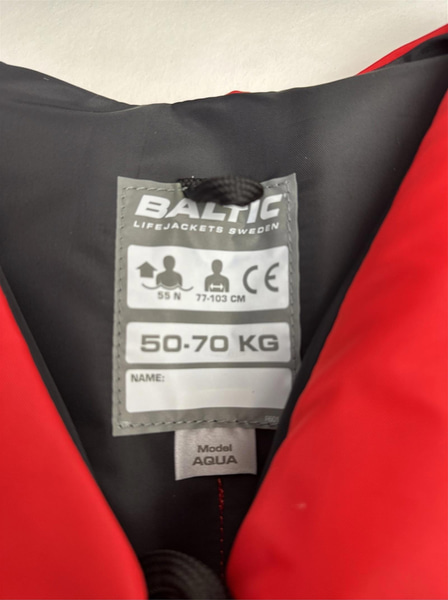 BALTIC
LIFEJACKETS SWEDEN
55 N 77-103 CM CE
50-70 KG
NAME:
Model
AQUA